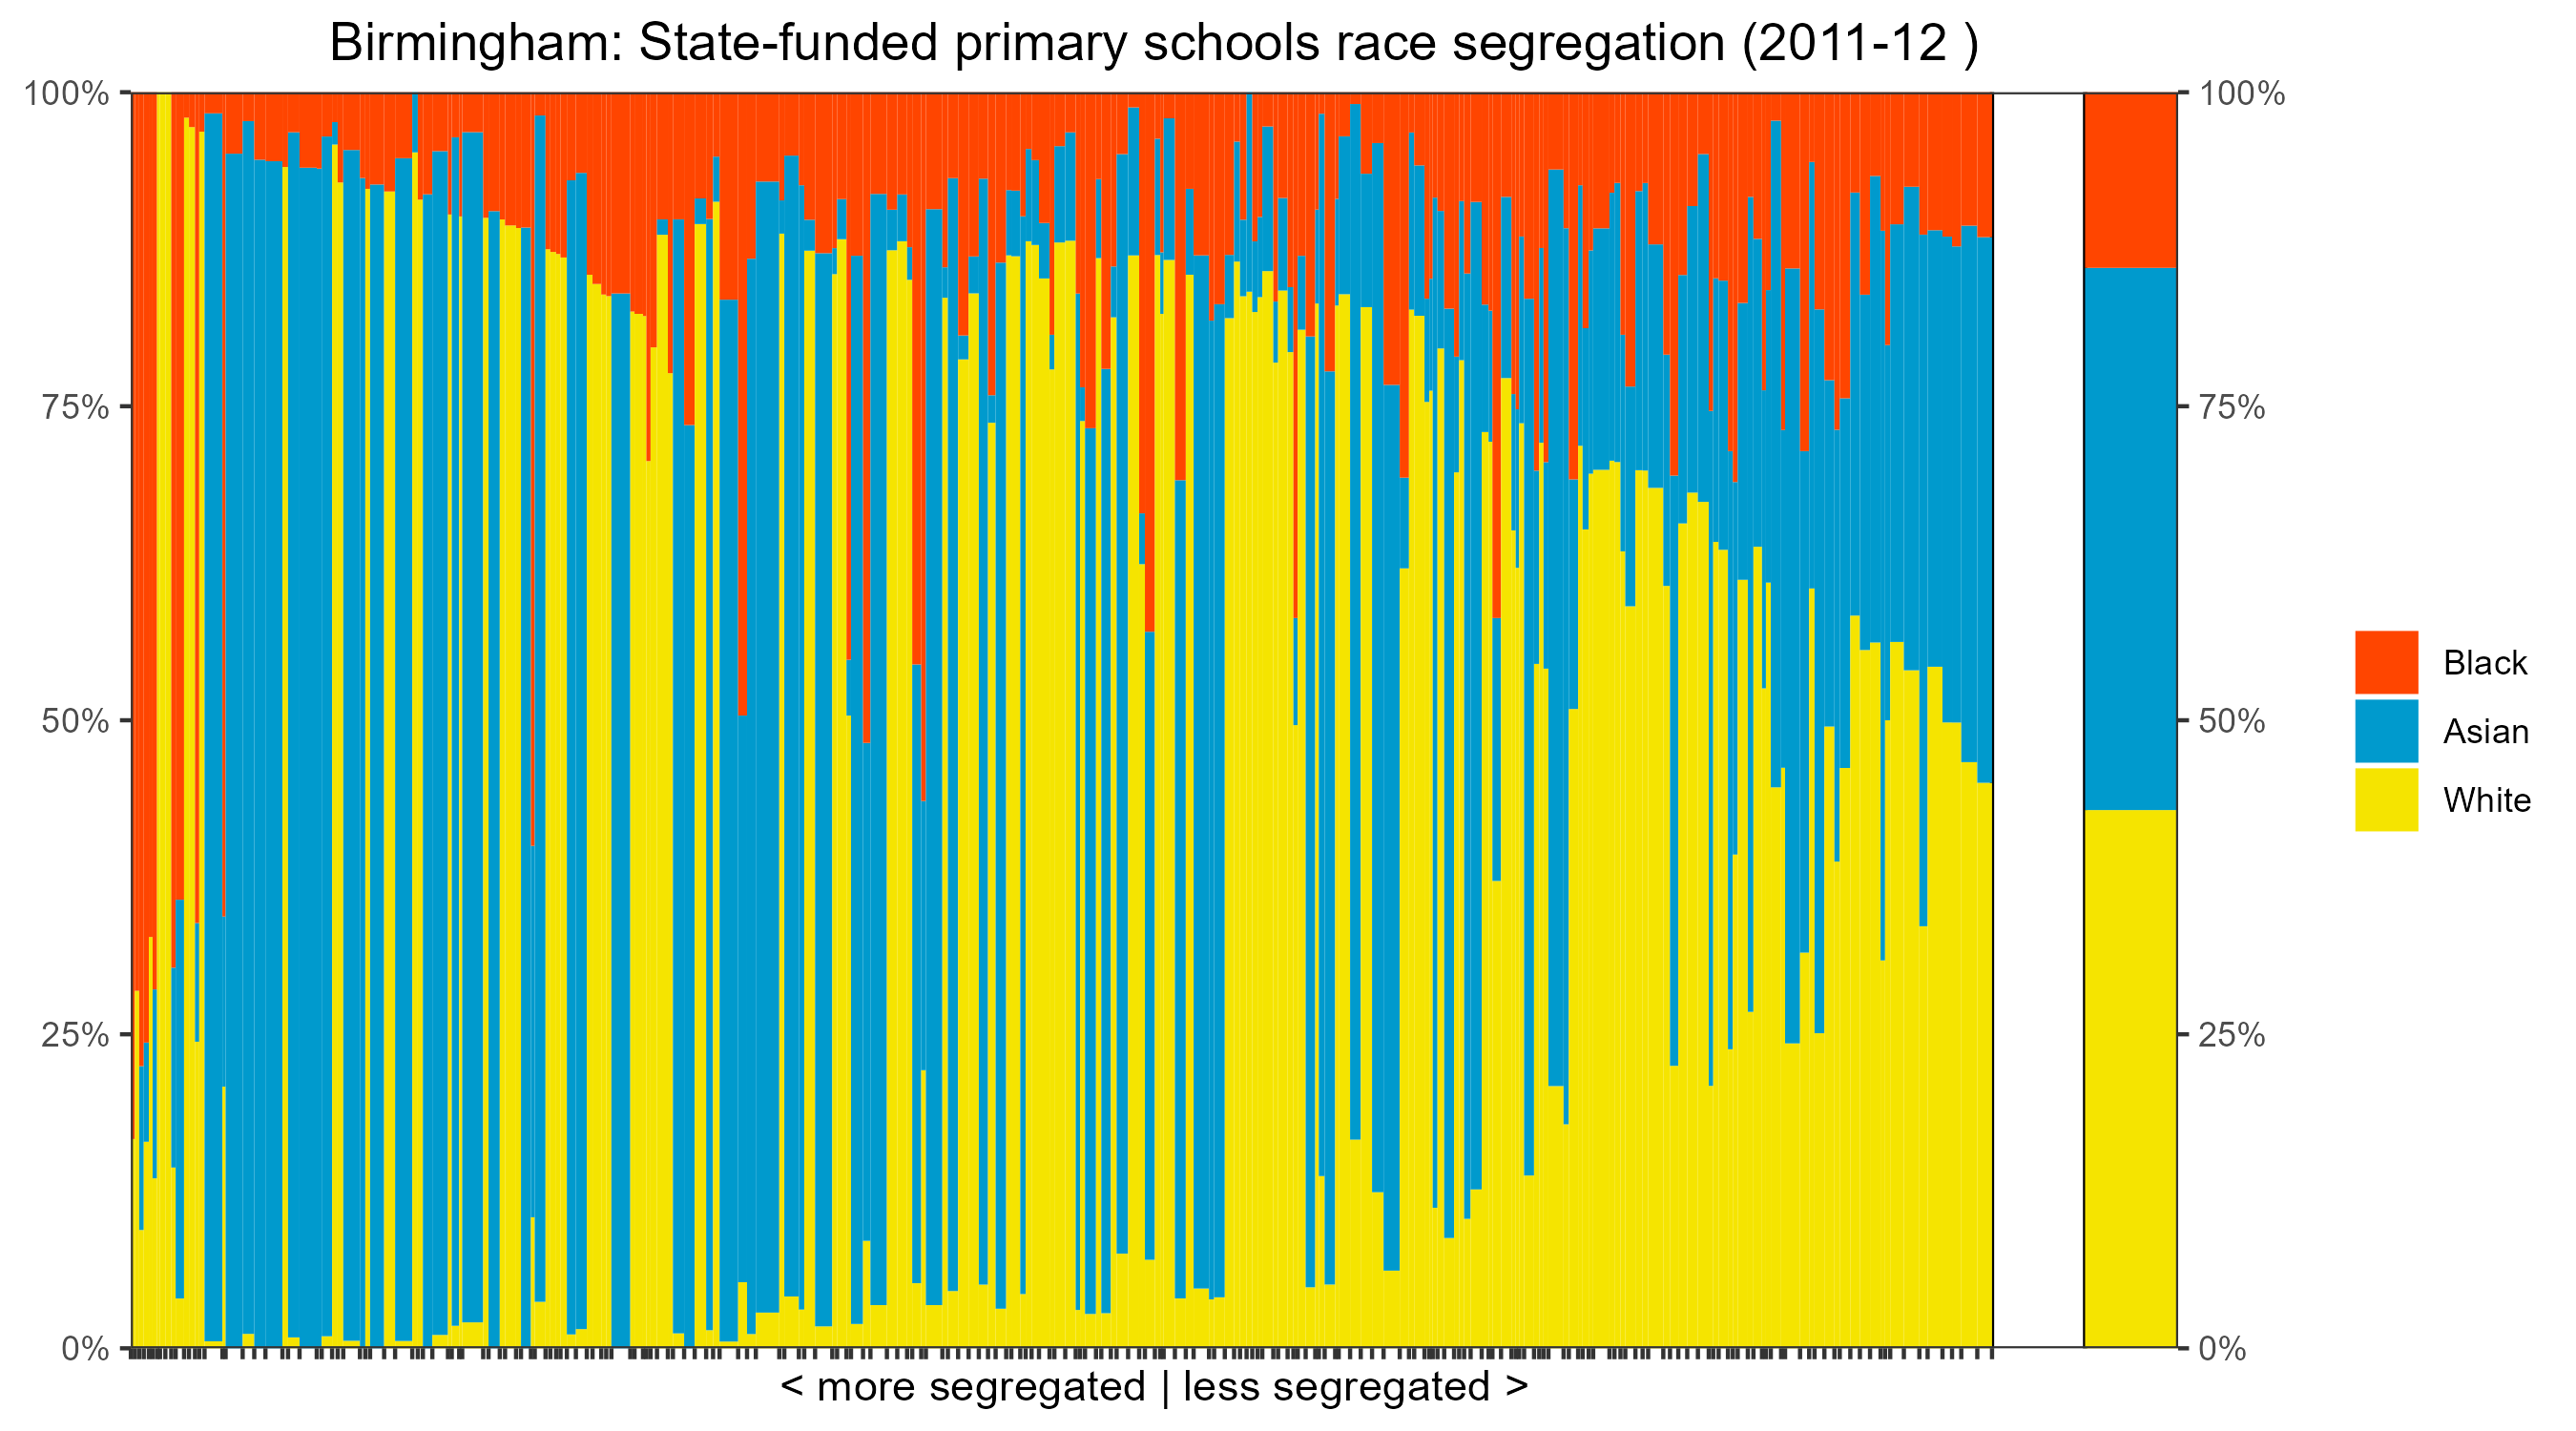 Birmingham: State-funded primary schools race segregation (2011-12 )
100%
75%
50%
25%
0%
100%
75%
50%
25%
0%
Black
Asian
White
< more segregated | less segregated >